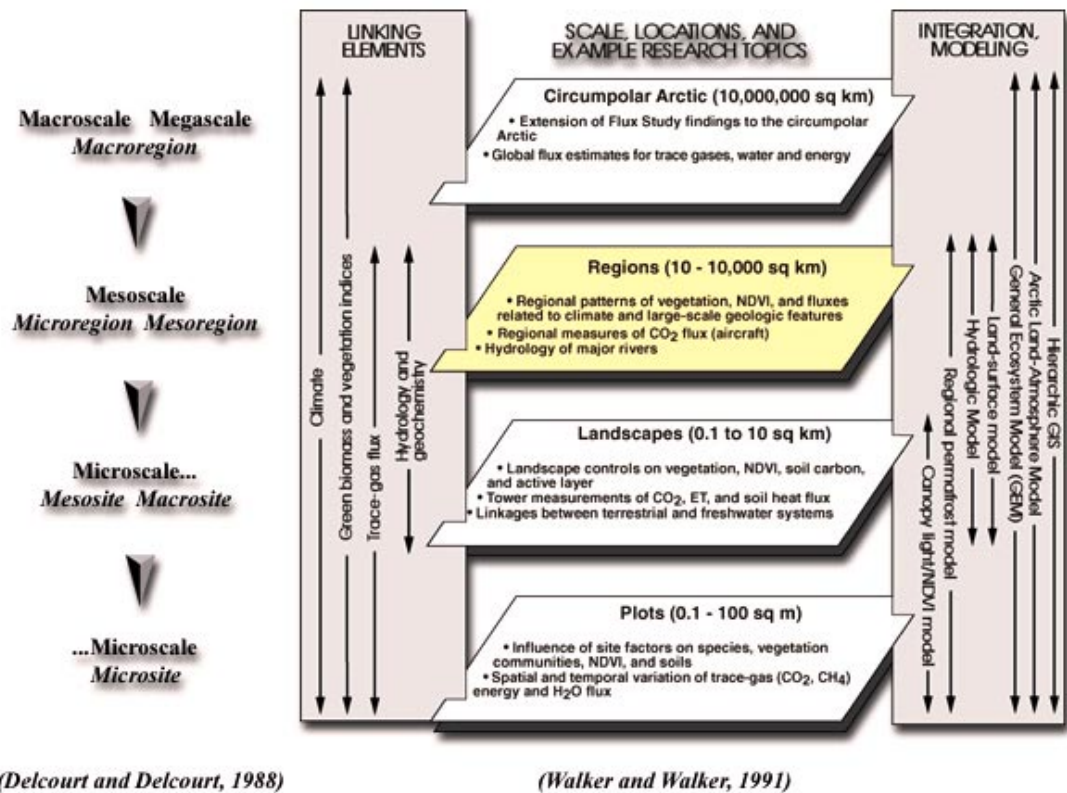 LINKING
ELEMENTS
SCALE, LOCATIONS, AND
EXAMPLE RESEARCH TOPICS
INTEGRATION,
MODELING
Macroscale Megascale
Macroregion
Mesoscale
Microregion Mesoregion
Microscale...
Mesosite Macrosite
...Microscale
Microsite
Climate
Green biomass and vegetation indices
Trace-gas flux
Hydrology and
geochemistry
Circumpolar Arctic (10,000,000 sq km)
• Extension of Flux Study findings to the circumpolar
Arctic
• Global flux estimates for trace gases, water and energy
Regions (10 - 10,000 sq km)
• Regional patterns of vegetation, NDVI, and fluxes
related to climate and large-scale geologic features
• Regional measures of CO2 flux (aircraft)
• Hydrology of major rivers
Landscapes (0.1 to 10 sq km)
• Landscape controls on vegetation, NDVI, soil carbon,
and active layer
• Tower measurements of CO2, ET, and soil heat flux
• Linkages between terrestrial and freshwater systems
Plots (0.1 - 100 sq m)
• Influence of site factors on species, vegetation
communities, NDVI, and soils
• Spatial and temporal variation of trace-gas (CO2, CH4)
energy and H2O flux
Canopy light/NDVI model
Regional permafrost model
Hydrologic Model
Land-surface model
General Ecosystem Model (GEM)
Arctic Land-Atmosphere Model
Hierarchic GIS
(Delcourt and Delcourt, 1988)
(Walker and Walker, 1991)